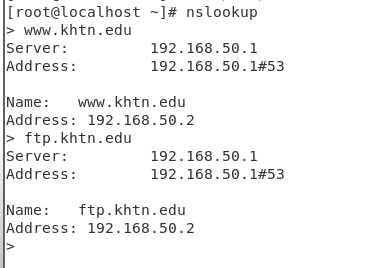 [root@localhost ~]# nslookup
> www.khtn.edu
Server:         192.168.50.1
Address:        192.168.50.1#53

Name:   www.khtn.edu
Address: 192.168.50.2
> ftp.khtn.edu
Server:         192.168.50.1
Address:        192.168.50.1#53

Name:   ftp.khtn.edu
Address: 192.168.50.2
>